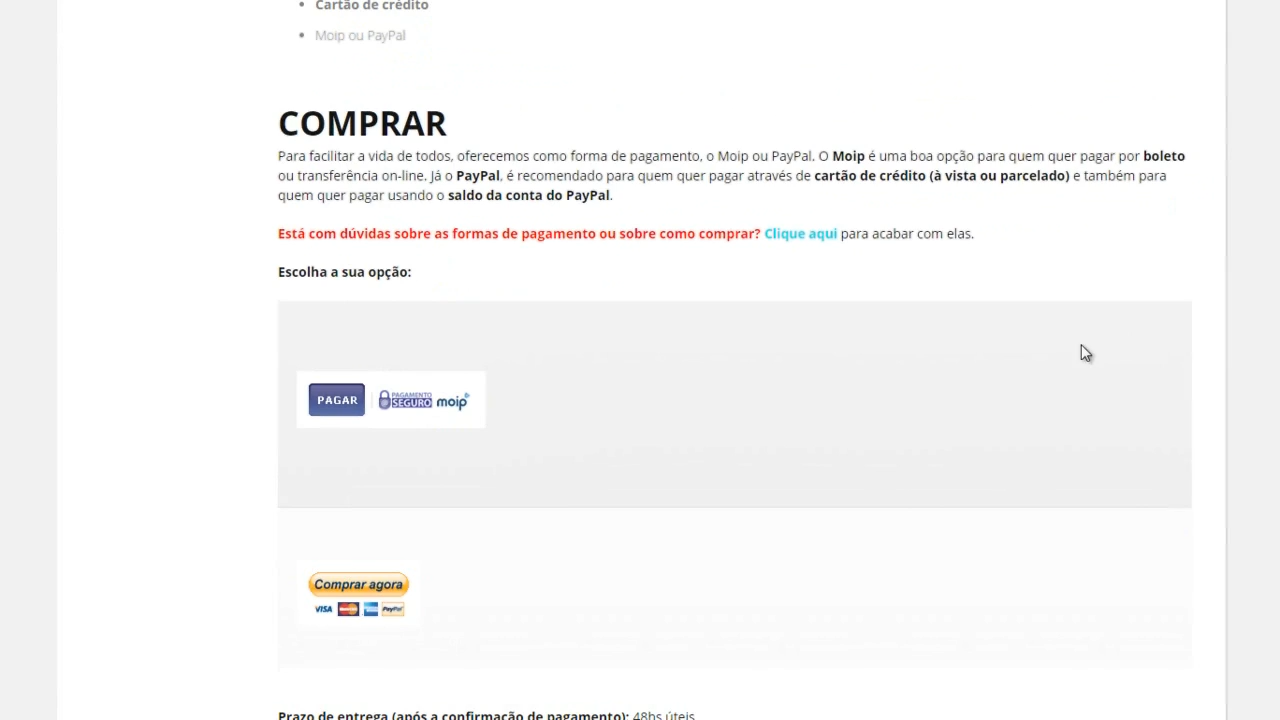 Cartão de crédito
Moip ou PayPal
COMPRAR
Para facilitar a vida de todos, oferecemos como forma de pagamento, o Moip ou PayPal. O Moip é uma boa opção para quem quer pagar por boleto
ou transferência on-line. Já o PayPal, é recomendado para quem quer pagar através de cartão de crédito (à vista ou parcelado) e também para
quem quer pagar usando o saldo da conta do PayPal.
Está com dúvidas sobre as formas de pagamento ou sobre como comprar? Clique aqui para acabar com elas.
Escolha a sua opção:
PAGAR PAGAMENTO SEGURO moip
Comprar agora
VISA MasterCard PayPal
Prazo de entrega (após a confirmação de pagamento): 48hs úteis